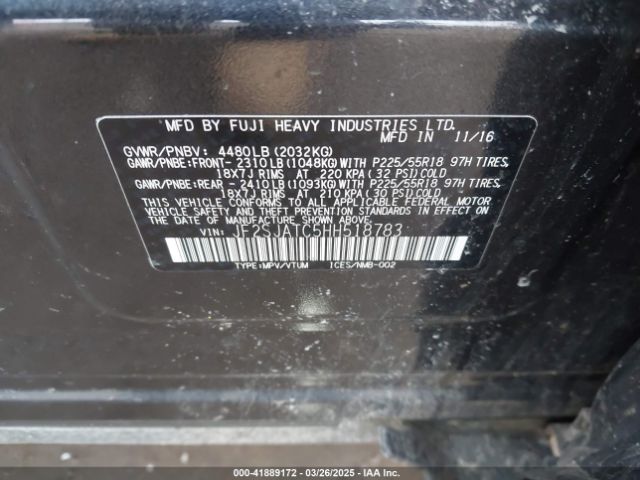 MFD BY FUJI HEAVY INDUSTRIES LTD.
MFD IN 11/16
GVWR/PNBV: 4480LB (2032KG)
GAWR/PNBE:FRONT- 2310LB (1048KG) WITH P225/55R18 97H TIRES,
18X7J RIMS AT 220 KPA (32 PSI) COLD
GAWR/PNBE:REAR - 2410LB (1093KG) WITH P225/55R18 97H TIRES,
18X7J RIMS AT 210 KPA (30 PSI) COLD
THIS VEHICLE CONFORMS TO ALL APPLICABLE FEDERAL MOTOR
VEHICLE SAFETY AND THEFT PREVENTION STANDARDS IN EFFECT ON THE
DATE OF MANUFACTURE SHOWN ABOVE.
VIN: JF2SJATC5HH518783
TYPE:MPV/VTUM ICES/NMB-002
000-41889172 - 03/26/2025 - IAA Inc.